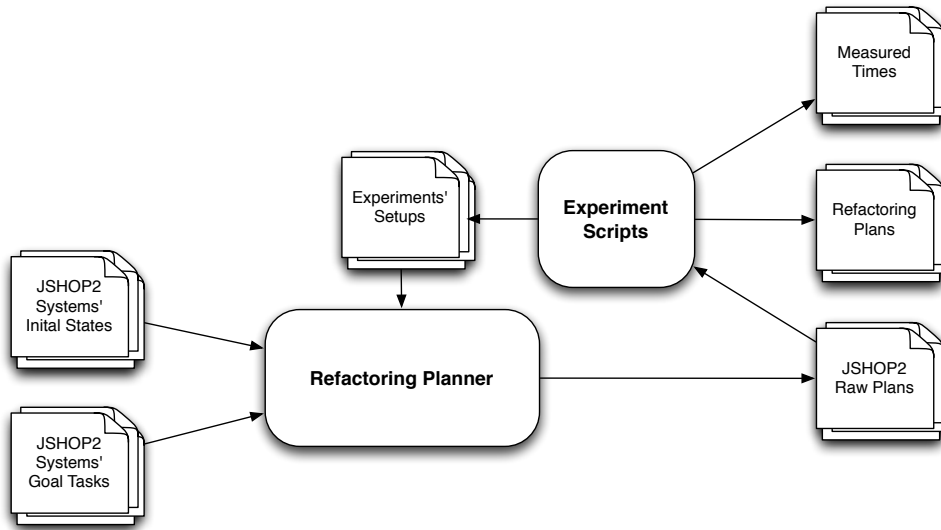 Measured
Times
Experiments'
Setups
Experiment
Scripts
Refactoring
Plans
JSHOP2
Systems'
Inital States
Refactoring Planner
JSHOP2
Raw Plans
JSHOP2
Systems'
Goal Tasks